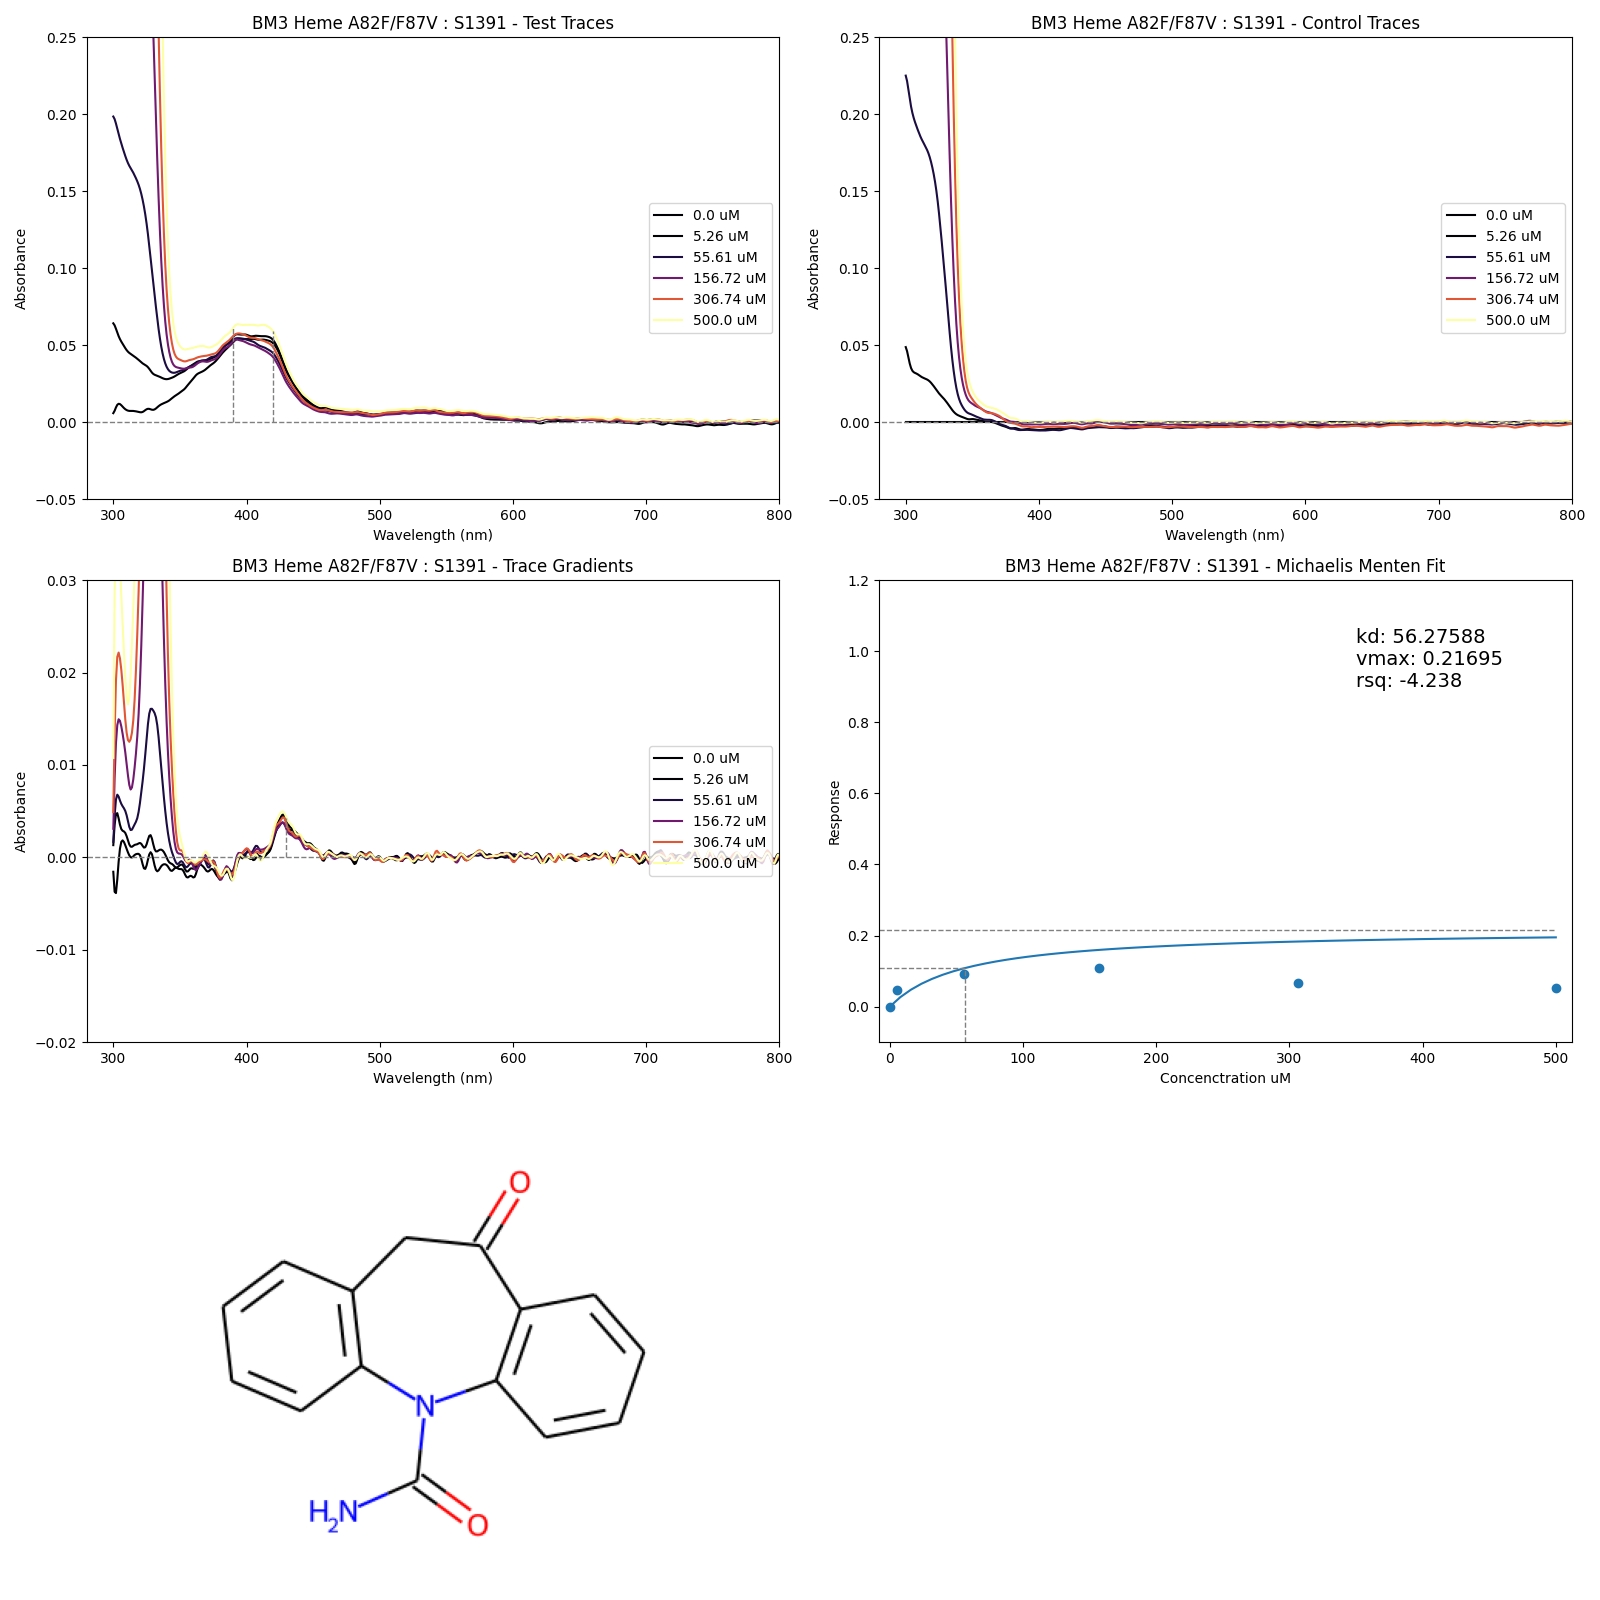 BM3 Heme A82F/F87V : S1391 - Test Traces
0.25
0.20
0.15
0.10
0.05
0.00
−0.05
Absorbance
300
400
500
600
700
800
Wavelength (nm)
0.0 uM
5.26 uM
55.61 uM
156.72 uM
306.74 uM
500.0 uM
BM3 Heme A82F/F87V : S1391 - Control Traces
0.25
0.20
0.15
0.10
0.05
0.00
−0.05
Absorbance
300
400
500
600
700
800
Wavelength (nm)
0.0 uM
5.26 uM
55.61 uM
156.72 uM
306.74 uM
500.0 uM
BM3 Heme A82F/F87V : S1391 - Trace Gradients
0.03
0.02
0.01
0.00
−0.01
−0.02
Absorbance
300
400
500
600
700
800
Wavelength (nm)
0.0 uM
5.26 uM
55.61 uM
156.72 uM
306.74 uM
500.0 uM
BM3 Heme A82F/F87V : S1391 - Michaelis Menten Fit
1.2
1.0
0.8
0.6
0.4
0.2
0.0
Response
0
100
200
300
400
500
Concenctration uM
kd: 56.27588
vmax: 0.21695
rsq: -4.238
O
N
H2N
O